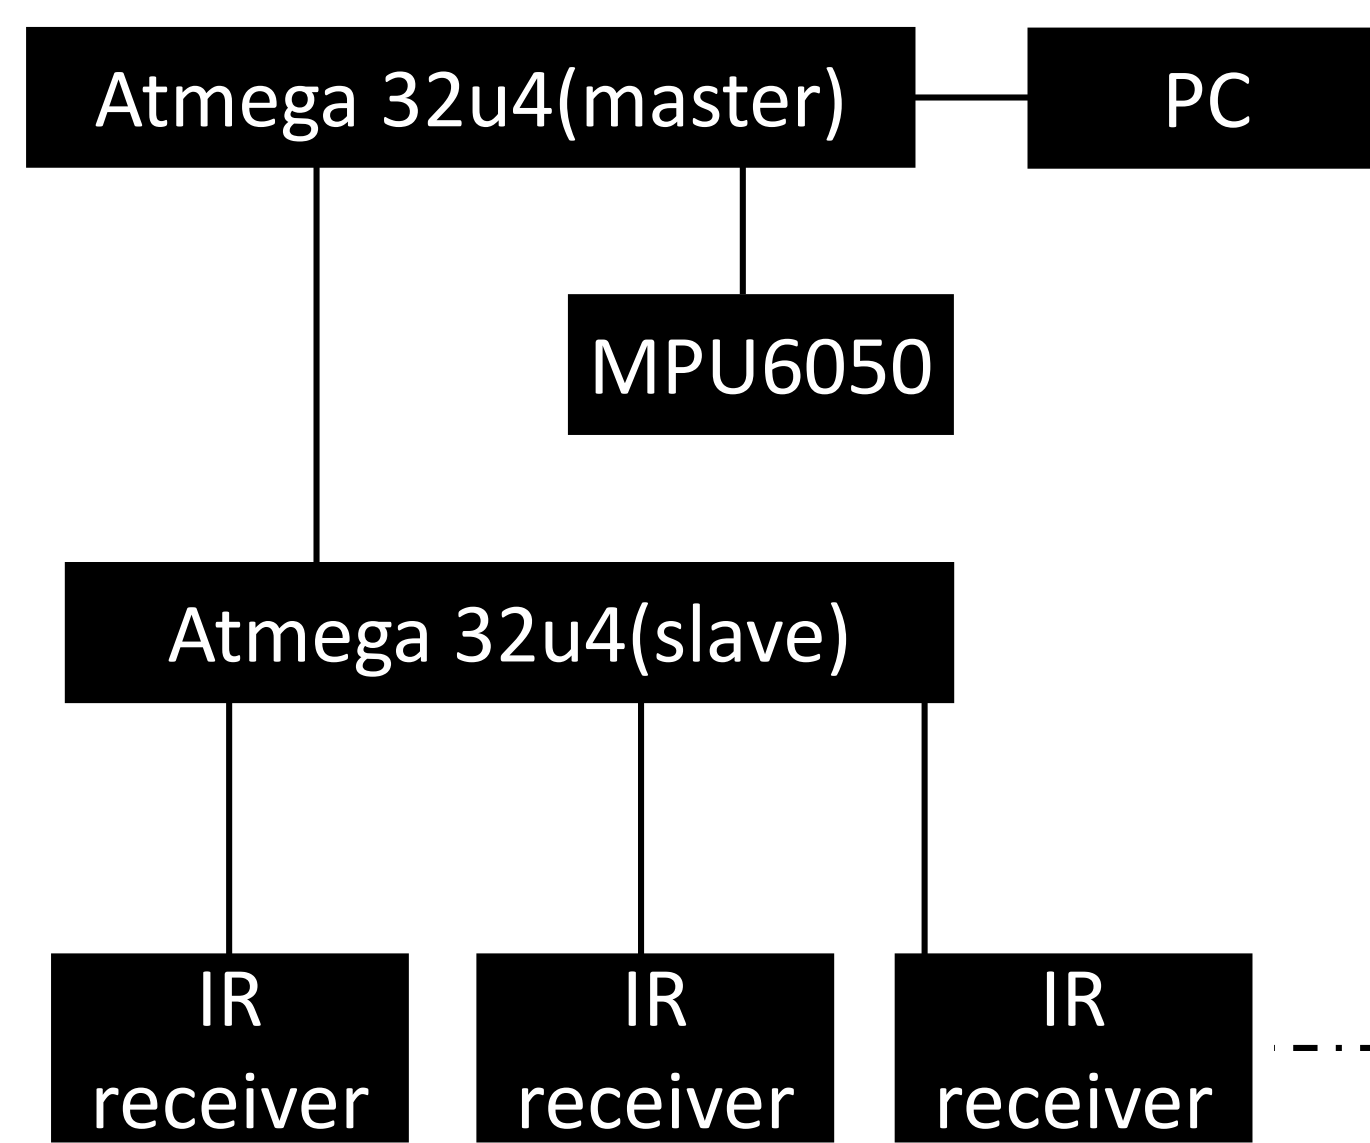 Atmega 32u4(master)
PC
MPU6050
Atmega 32u4(slave)
IR
receiver
IR
receiver
IR
receiver